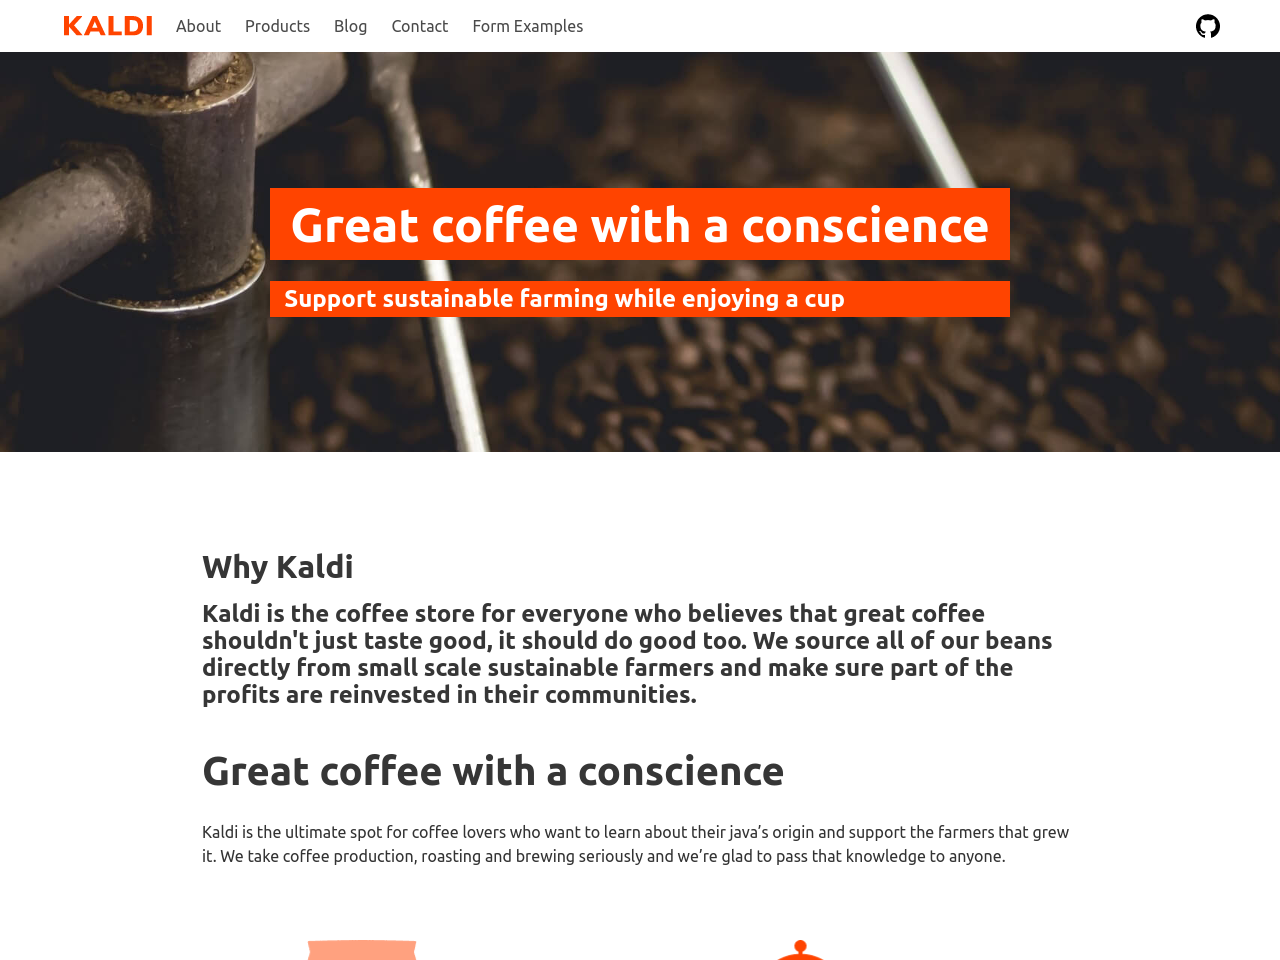 KALDI About Products Blog Contact Form Examples
Great coffee with a conscience
Support sustainable farming while enjoying a cup
Why Kaldi
Kaldi is the coffee store for everyone who believes that great coffee
shouldn't just taste good, it should do good too. We source all of our beans
directly from small scale sustainable farmers and make sure part of the
profits are reinvested in their communities.
Great coffee with a conscience
Kaldi is the ultimate spot for coffee lovers who want to learn about their java’s origin and support the farmers that grew
it. We take coffee production, roasting and brewing seriously and we’re glad to pass that knowledge to anyone.